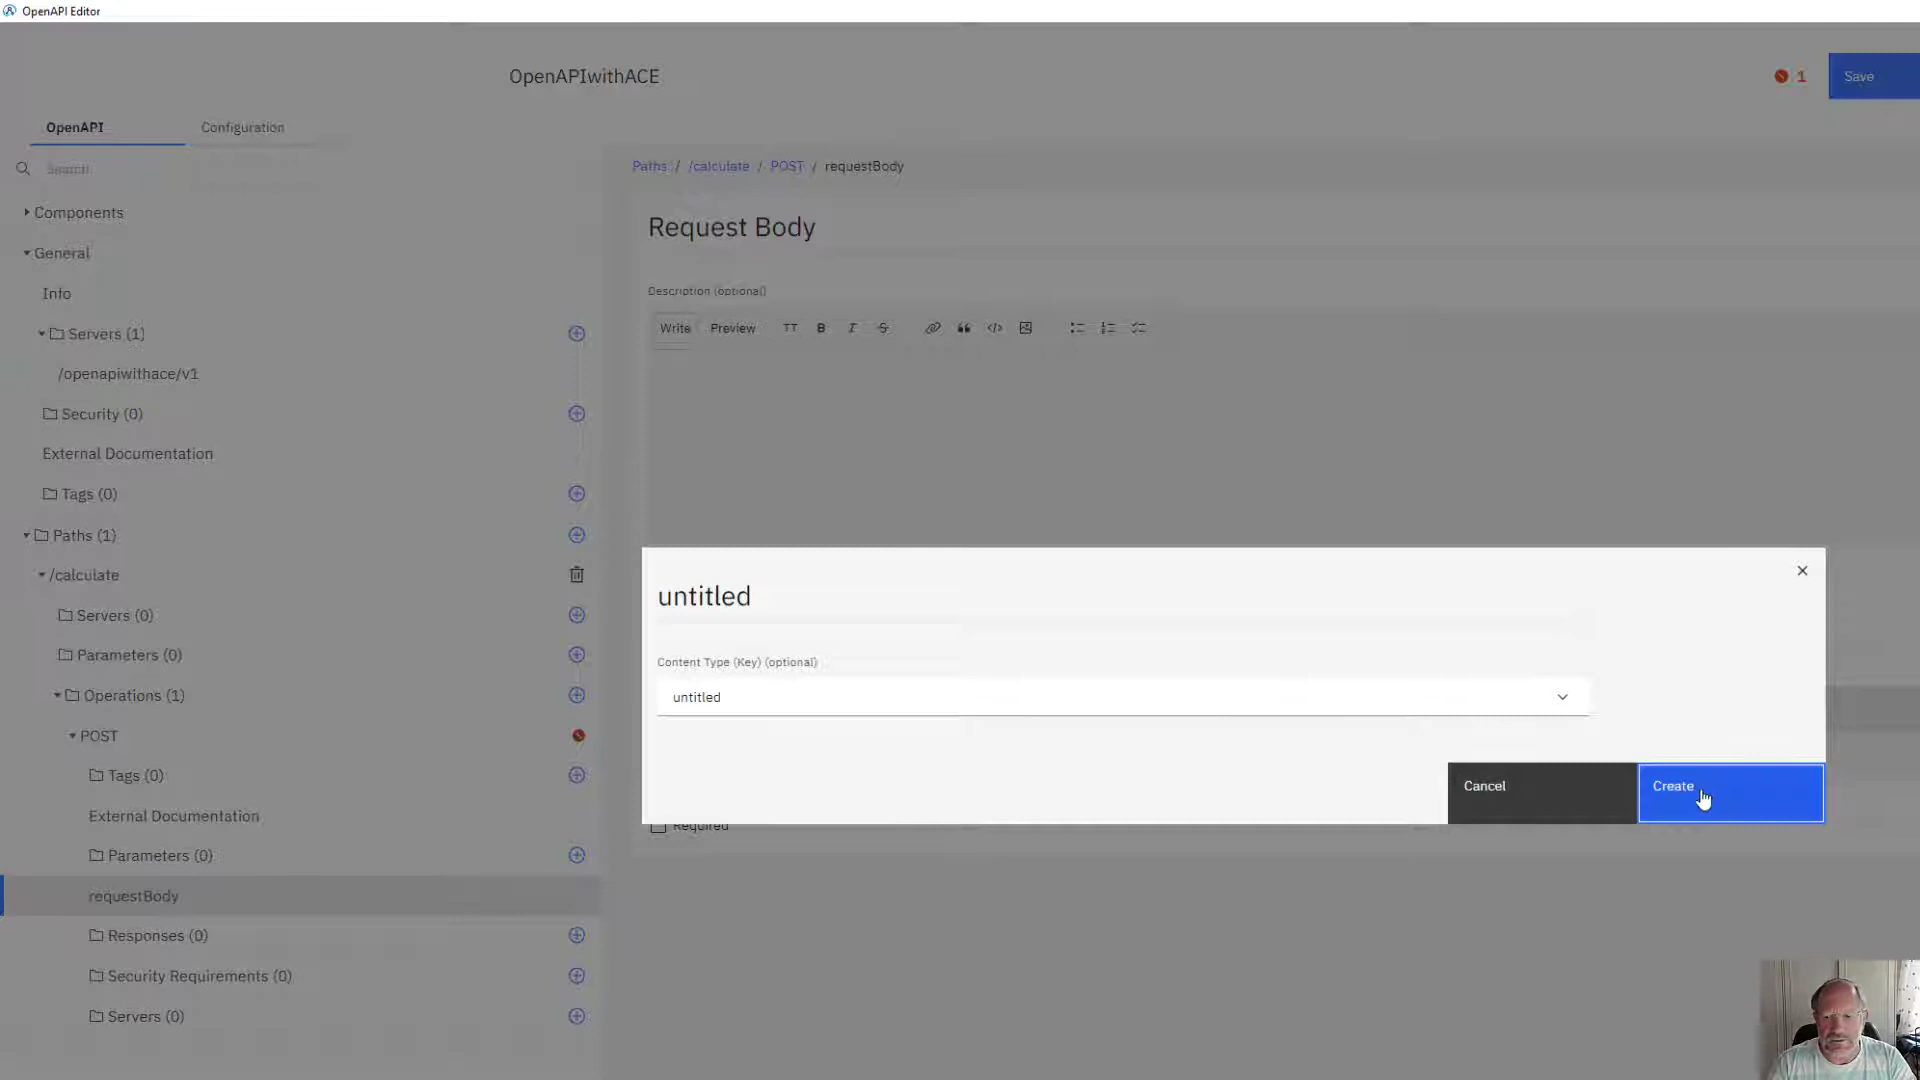 OpenAPI Editor
OpenAPIwithACE
1
Save
OpenAPI
Configuration
Search
Components
General
Info
Servers (1)
/openapiwithace/v1
Security (0)
External Documentation
Tags (0)
Paths (1)
/calculate
Servers (0)
Parameters (0)
Operations (1)
POST
Tags (0)
External Documentation
Parameters (0)
requestBody
Responses (0)
Security Requirements (0)
Servers (0)
Paths / /calculate / POST / requestBody
Request Body
Description (optional)
Write Preview TT B I S
untitled
Content Type (Key) (optional)
untitled
Cancel
Create
Required